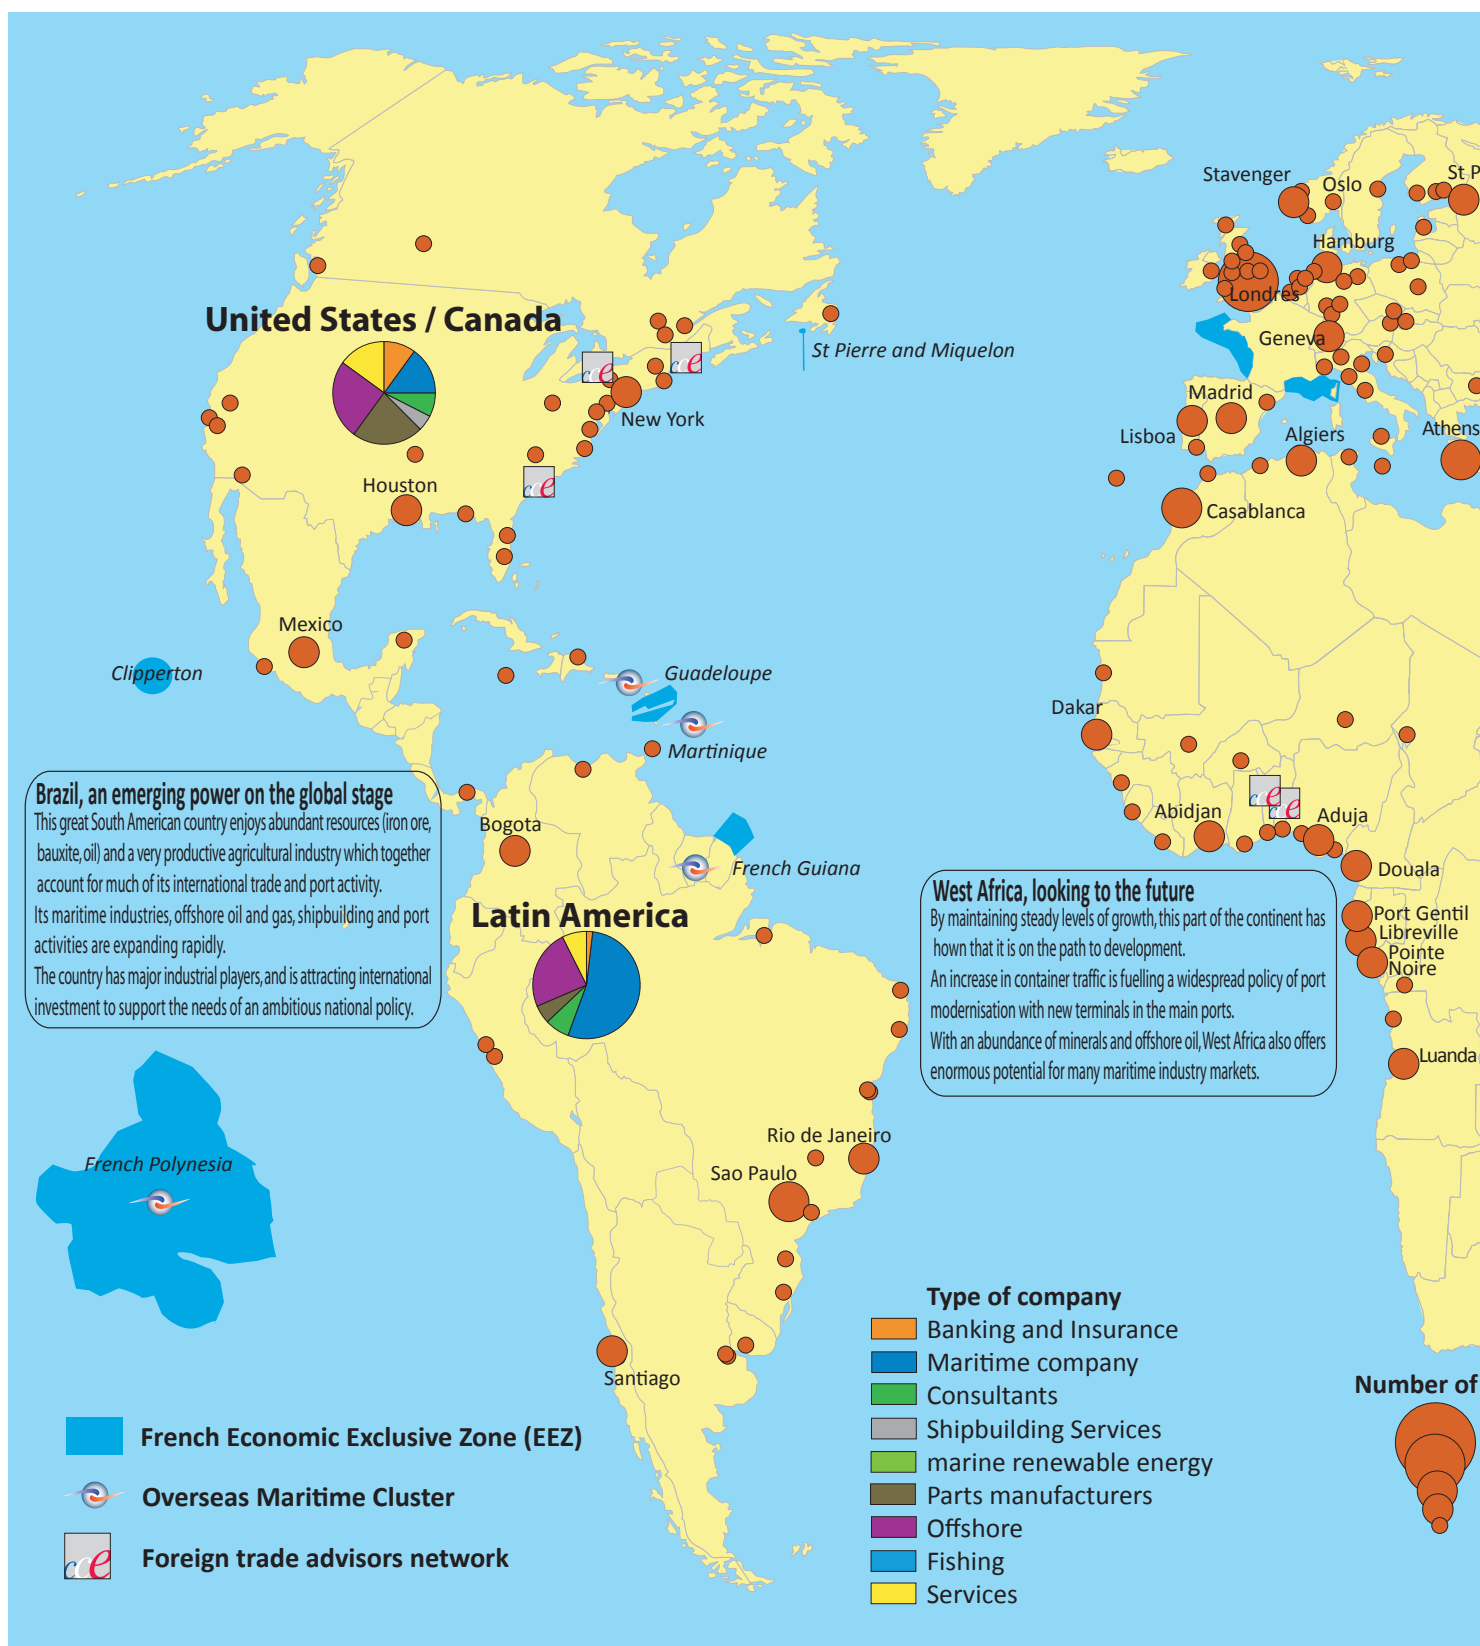 Stavenger
Oslo
St P
Hamburg
Londres
United States / Canada
St Pierre and Miquelon
Geneva
cce
cce
New York
Madrid
Lisboa
Algiers
Athens
cce
Houston
Casablanca
Mexico
Clipperton
Guadeloupe
Martinique
Dakar
Brazil, an emerging power on the global stage
This great South American country enjoys abundant resources (iron ore,
bauxite, oil) and a very productive agricultural industry which together
account for much of its international trade and port activity.
Its maritime industries, offshore oil and gas, shipbuilding and port
activities are expanding rapidly.
The country has major industrial players, and is attracting international
investment to support the needs of an ambitious national policy.
Bogota
French Guiana
Latin America
cce
cce
Abidjan
Aduja
Douala
Port Gentil
Libreville
Pointe
Noire
Luanda
West Africa, looking to the future
By maintaining steady levels of growth, this part of the continent has
hown that it is on the path to development.
An increase in container traffic is fuelling a widespread policy of port
modernisation with new terminals in the main ports.
With an abundance of minerals and offshore oil, West Africa also offers
enormous potential for many maritime industry markets.
French Polynesia
Rio de Janeiro
Sao Paulo
Santiago
French Economic Exclusive Zone (EEZ)
Overseas Maritime Cluster
cce
Foreign trade advisors network
Type of company
Banking and Insurance
Maritime company
Consultants
Shipbuilding Services
marine renewable energy
Parts manufacturers
Offshore
Fishing
Services
Number of